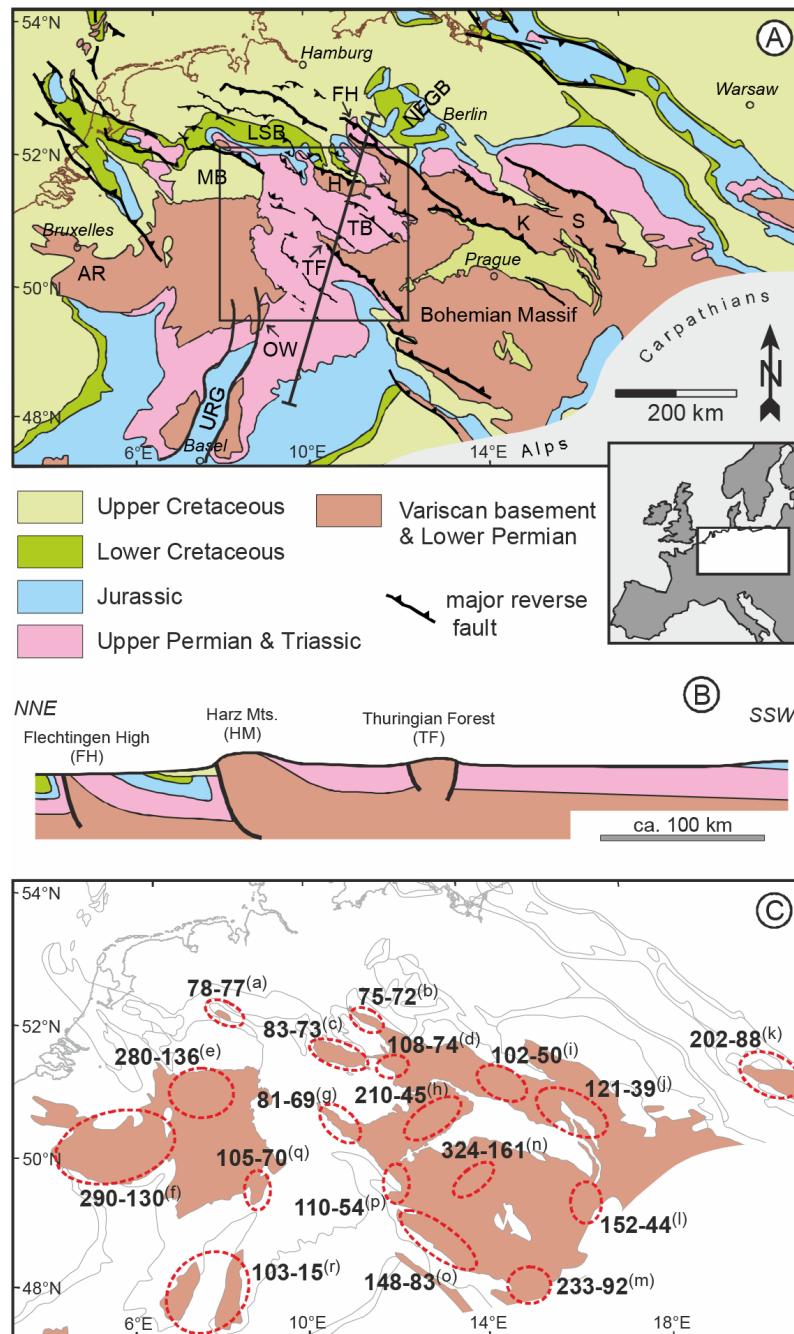 54°N
A
Hamburg
Warsaw
FH
NEGB
Berlin
LSB
52°N
MB
H
Bruxelles
TB
K
S
AR
TF
Prague
50°N
Bohemian Massif
OW
Carpathians
N
URG
48°N
200 km
Basel
6°E
10°E
14°E
Alps
Upper Cretaceous
Lower Cretaceous
Jurassic
Upper Permian & Triassic
Variscan basement
& Lower Permian
major reverse
fault
B
NNE
SSW
Harz Mts.
(HM)
Thuringian Forest
(TF)
Flechtingen High
(FH)
ca. 100 km
54°N
C
78-77(a)
75-72(b)
52°N
83-73(c)
108-74(d)
102-50(i)
202-88(k)
280-136(e)
121-39(j)
81-69(g)
210-45(h)
50°N
105-70(q)
324-161(n)
290-130(f)
110-54(p)
152-44(l)
103-15(r)
148-83(o)
233-92(m)
48°N
6°E
10°E
14°E
18°E